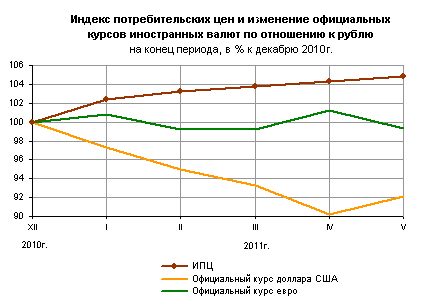 Индекс потребительских цен и изменение официальных
курсов иностранных валют по отношению к рублю
на конец периода, в % к декабрю 2010г.
106
104
102
100
98
96
94
92
90
XII
I
II
III
IV
V
2010г.
2011г.
ИПЦ
Официальный курс доллара США
Официальный курс евро